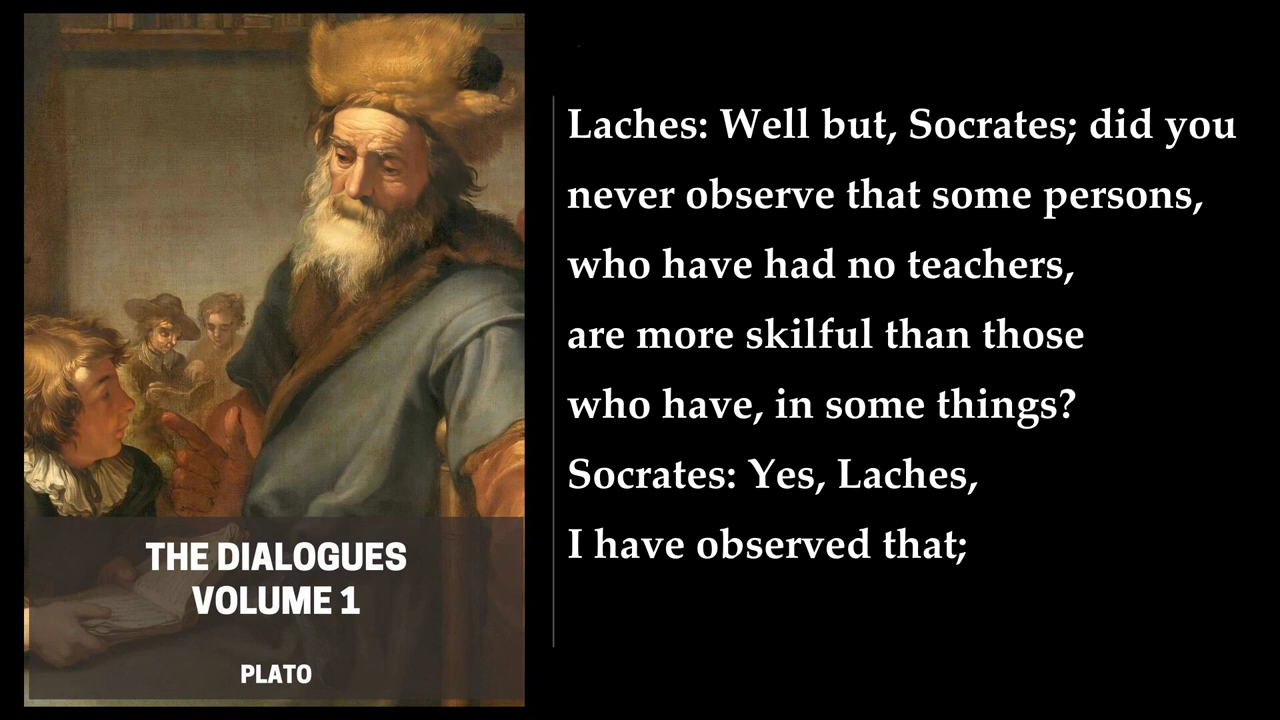 Laches: Well but, Socrates; did you
never observe that some persons,
who have had no teachers,
are more skilful than those
who have, in some things?
Socrates: Yes, Laches,
I have observed that;
THE DIALOGUES
VOLUME 1
PLATO